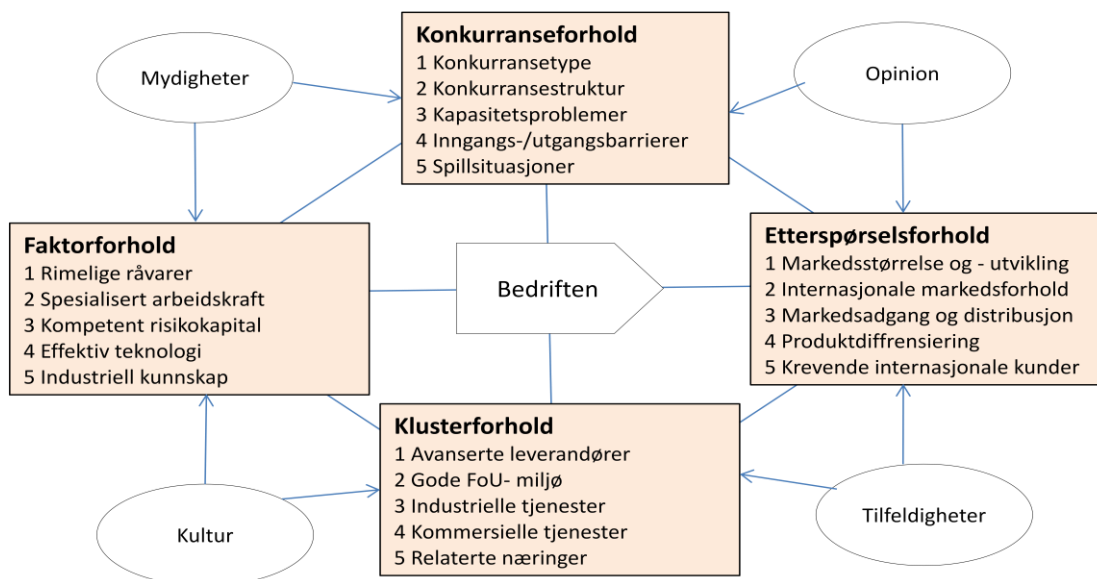 Konkurranseforhold
1 Konkurransetype
2 Konkurransestruktur
3 Kapasitetsproblemer
4 Inngangs-/utgangsbarrierer
5 Spillsituasjoner
Mydigheter
Opinion
Faktorforhold
1 Rimelige råvarer
2 Spesialisert arbeidskraft
3 Kompetent risikokapital
4 Effektiv teknologi
5 Industriell kunnskap
Bedriften
Etterspørselsforhold
1 Markedsstørrelse og - utvikling
2 Internasjonale markedsforhold
3 Markedsadgang og distribusjon
4 Produktdiffrensiering
5 Krevende internasjonale kunder
Klusterforhold
1 Avanserte leverandører
2 Gode FoU- miljø
3 Industrielle tjenester
4 Kommersielle tjenester
5 Relaterte næringer
Kultur
Tilfeldigheter